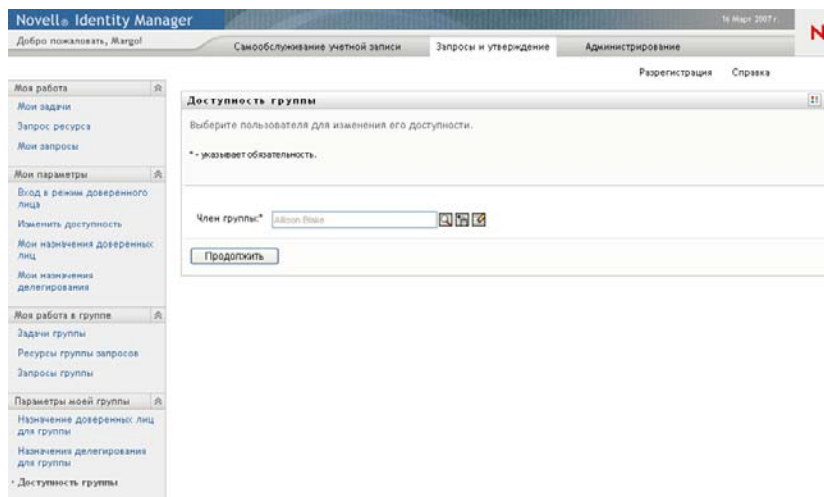 Novell® Identity Manager
16 Март 2007 г.
Добро пожаловать, Margo!
Самообслуживание учетной записи
Запросы и утверждение
Администрирование
N
Разрегистрация
Справка
Моя работа
Мои задачи
Запрос ресурса
Мои запросы
Мои параметры
Вход в режим доверенного
лица
Изменить доступность
Мои назначения доверенных
лиц
Мои назначения
делегирования
Моя работа в группе
Задачи группы
Ресурсы группы запросов
Запросы группы
Параметры моей группы
Назначение доверенных лиц
для группы
Назначения делегирования
для группы
· Доступность группы
Доступность группы
Выберите пользователя для изменения его доступности.
* - указывает обязательность.
Член группы:*
Allison Blake
Продолжить